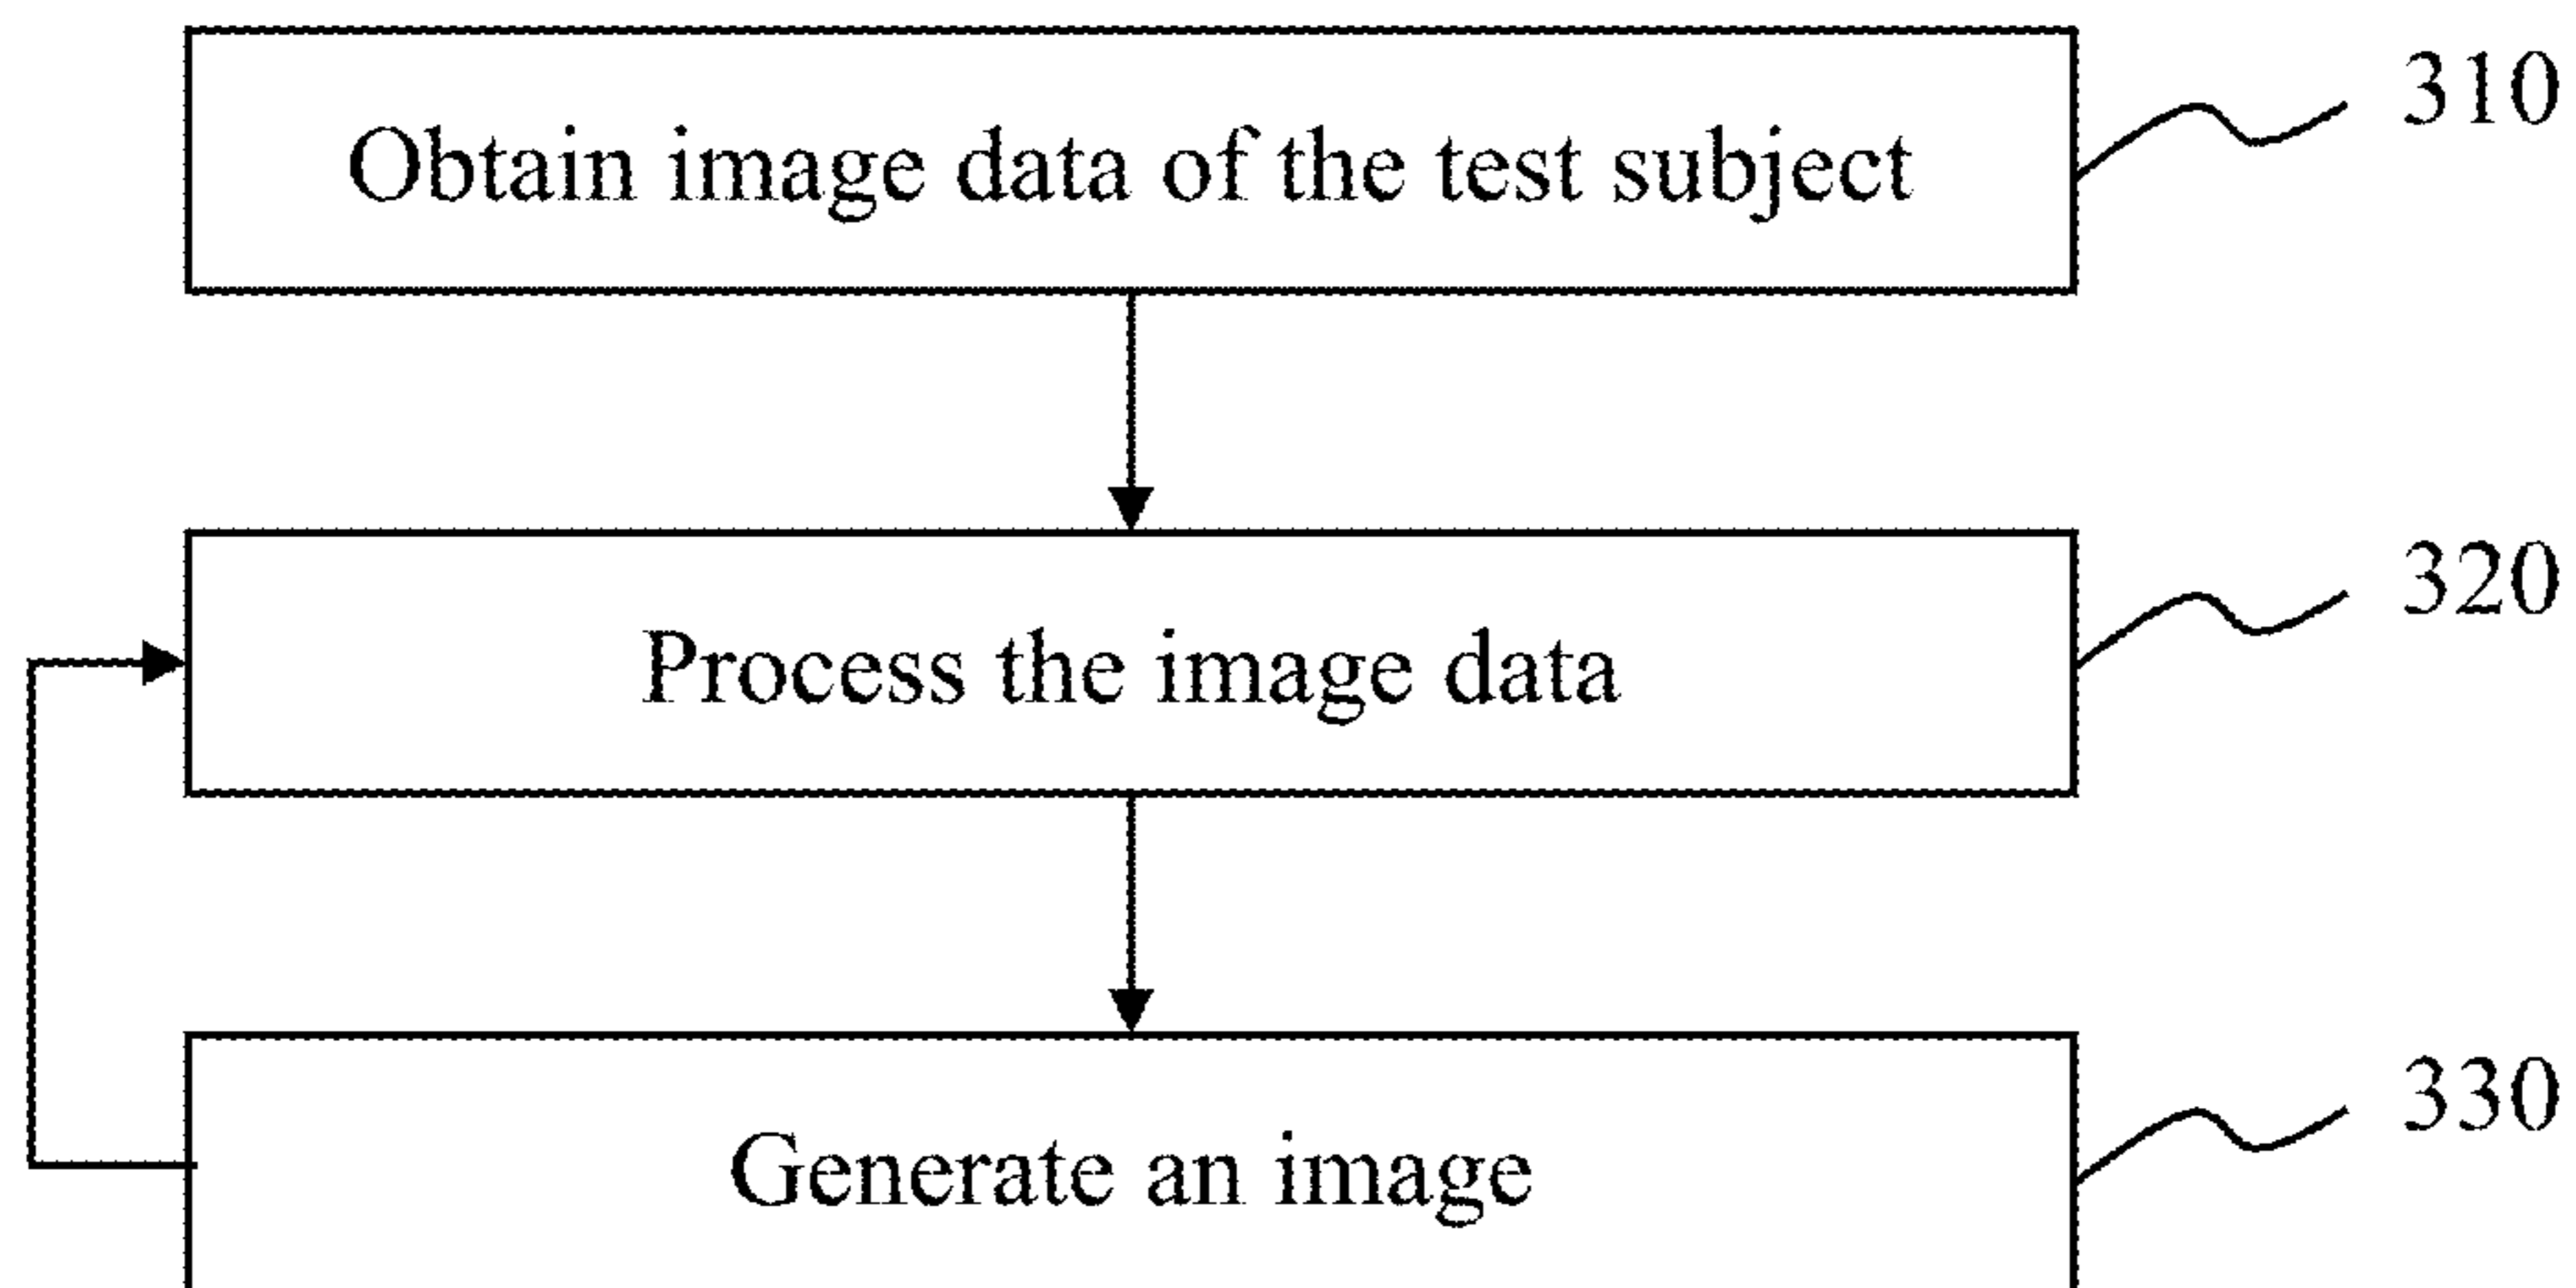 Obtain image data of the test subject
310
Process the image data
320
Generate an image
330